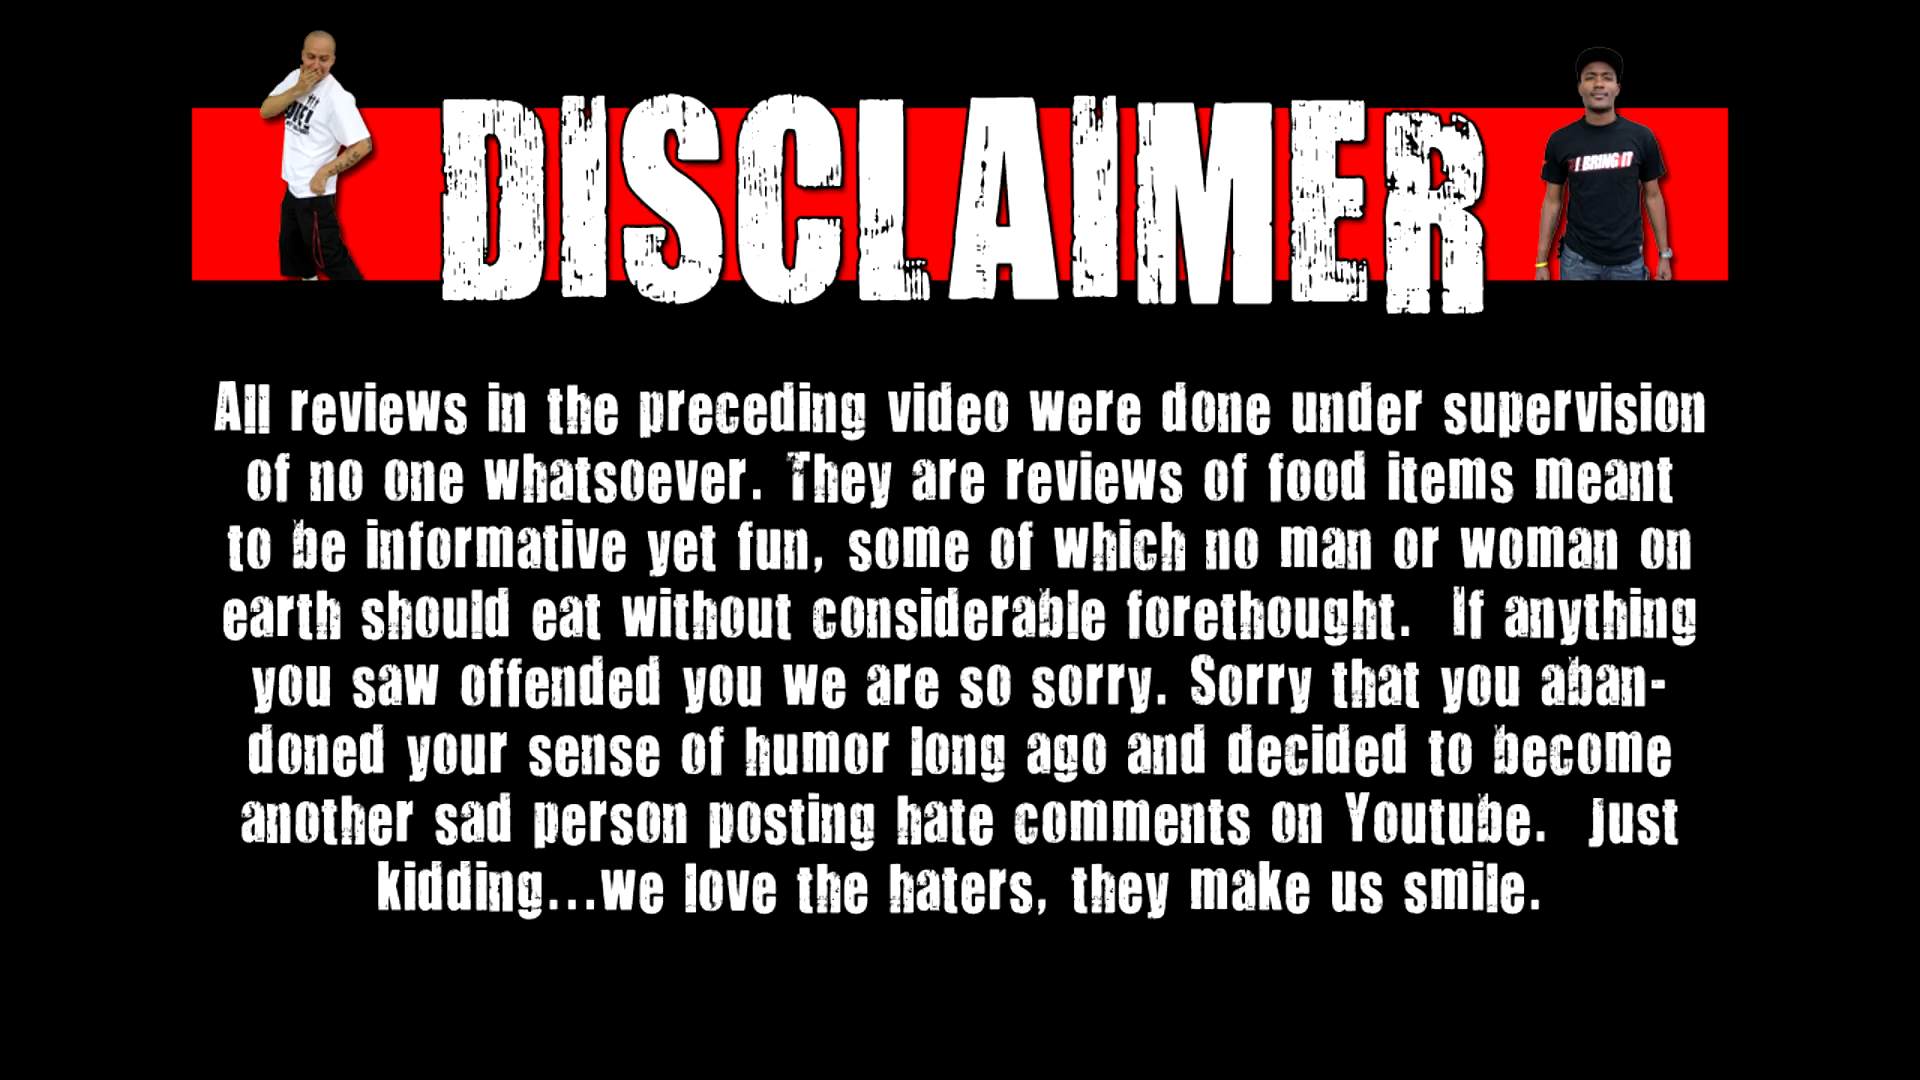 DISCLAIMER
I BRING IT
All reviews in the preceding video were done under supervision
of no one whatsoever. They are reviews of food items meant
to be informative yet fun, some of which no man or woman on
earth should eat without considerable forethought. If anything
you saw offended you we are so sorry. Sorry that you aban-
doned your sense of humor long ago and decided to become
another sad person posting hate comments on Youtube. Just
kidding...we love the haters, they make us smile.